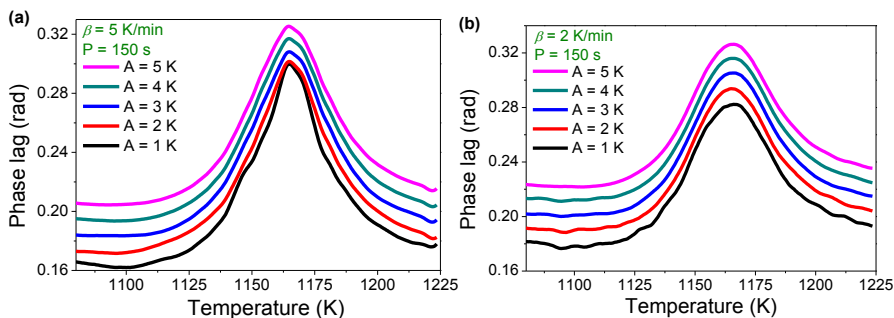 (a)
β = 5 K/min
P = 150 s
A = 5 K
A = 4 K
A = 3 K
A = 2 K
A = 1 K
0.32
0.28
0.24
0.20
0.16
Phase lag (rad)
1100
1125
1150
1175
1200
1225
Temperature (K)
(b)
β = 2 K/min
P = 150 s
A = 5 K
A = 4 K
A = 3 K
A = 2 K
A = 1 K
0.32
0.28
0.24
0.20
0.16
Phase lag (rad)
1100
1125
1150
1175
1200
1225
Temperature (K)